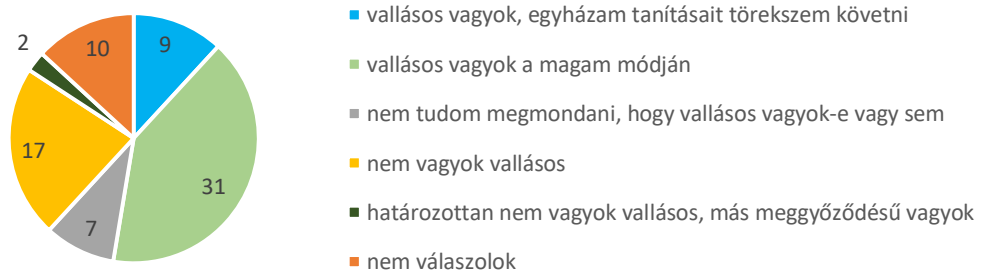 vallásos vagyok, egyházam tanításait törekszem követni
vallásos vagyok a magam módján
nem tudom megmondani, hogy vallásos vagyok-e vagy sem
nem vagyok vallásos
határozottan nem vagyok vallásos, más meggyőződésű vagyok
nem válaszolok
9
31
7
17
2
10